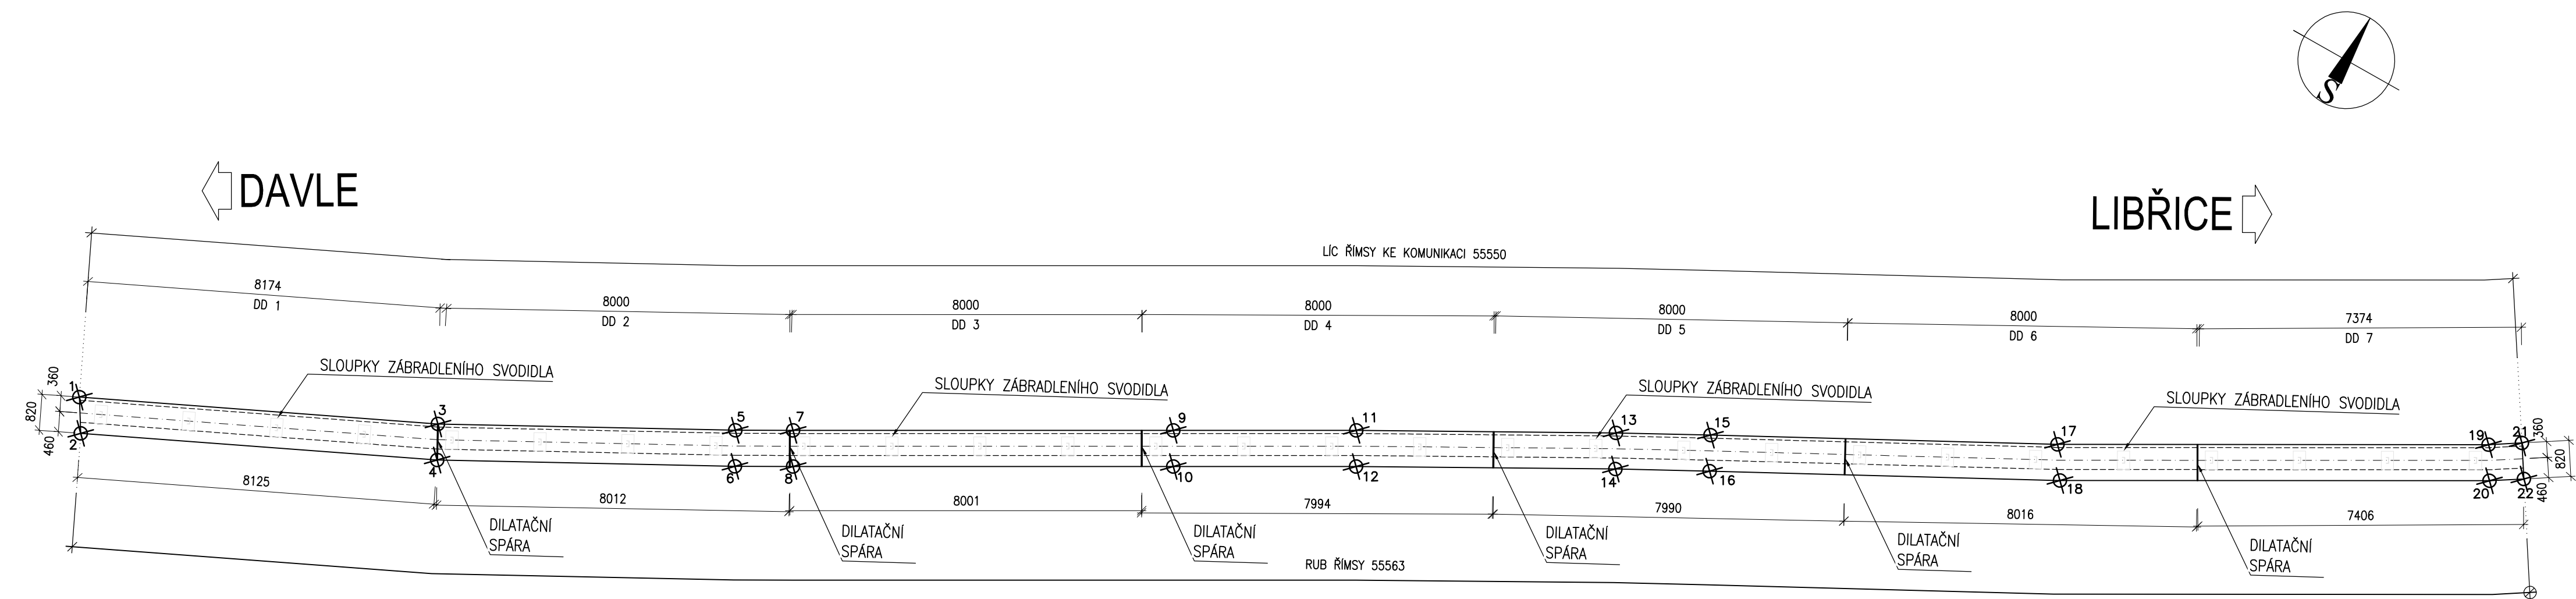 S
DAVLE
LIBŘICE
LÍC ŘÍMSY KE KOMUNIKACI 55550
8174
DD 1
8000
DD 2
8000
DD 3
8000
DD 4
8000
DD 5
8000
DD 6
7374
DD 7
SLOUPKY ZÁBRADLENÍHO SVODIDLA
SLOUPKY ZÁBRADLENÍHO SVODIDLA
SLOUPKY ZÁBRADLENÍHO SVODIDLA
SLOUPKY ZÁBRADLENÍHO SVODIDLA
820
360
460
1
2
3
4
5
6
7
8
9
10
11
12
13
14
15
16
17
18
19
20
21
22
360
820
460
8125
8012
8001
7994
7990
8016
7406
DILATAČNÍ
SPÁRA
DILATAČNÍ
SPÁRA
DILATAČNÍ
SPÁRA
DILATAČNÍ
SPÁRA
DILATAČNÍ
SPÁRA
DILATAČNÍ
SPÁRA
RUB ŘÍMSY 55563